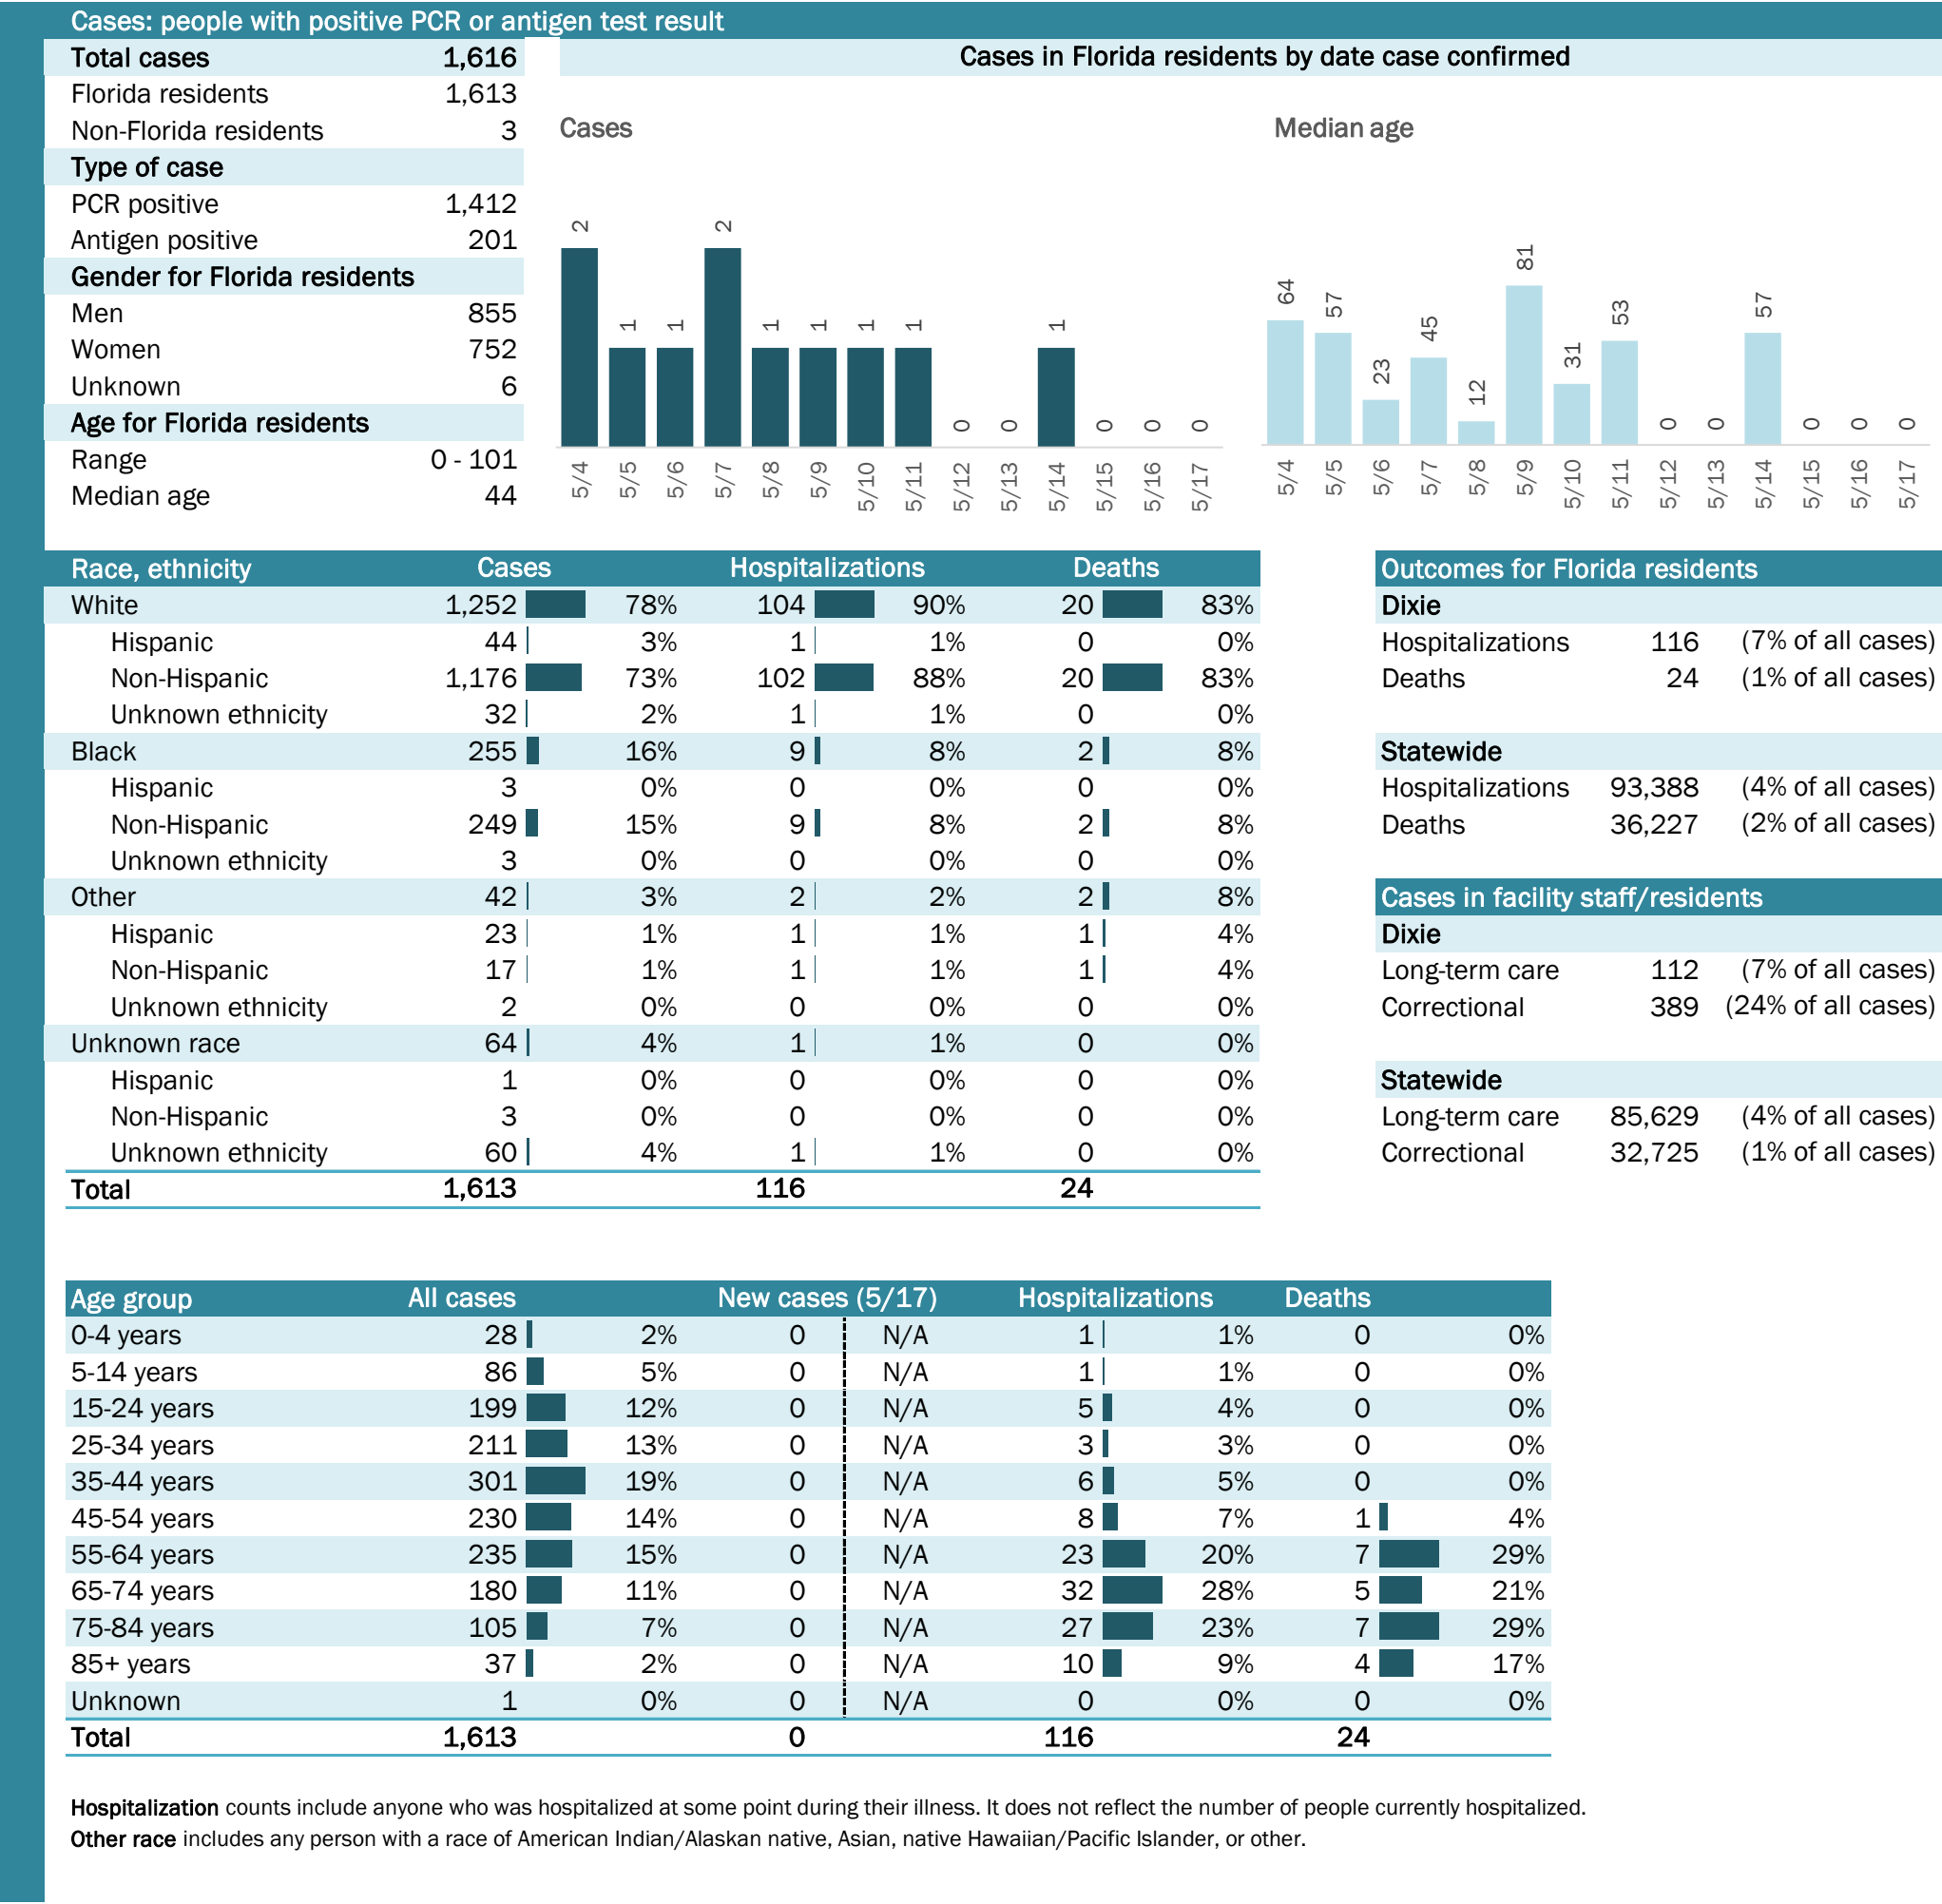 Cases: people with positive PCR or antigen test result
Total cases 1,616
Florida residents 1,613
Non-Florida residents 3
Type of case
PCR positive 1,412
Antigen positive 201
Gender for Florida residents
Men 855
Women 752
Unknown 6
Age for Florida residents
Range 0 - 101
Median age 44
Cases in Florida residents by date case confirmed
Cases
2 1 1 2 1 1 1 1 0 0 1 0 0 0
5/4 5/5 5/6 5/7 5/8 5/9 5/10 5/11 5/12 5/13 5/14 5/15 5/16 5/17
Median age
64 57 23 45 12 81 31 53 0 0 57 0 0 0
5/4 5/5 5/6 5/7 5/8 5/9 5/10 5/11 5/12 5/13 5/14 5/15 5/16 5/17
Race, ethnicity Cases Hospitalizations Deaths
White 1,252 78% 104 90% 20 83%
Hispanic 44 3% 1 1% 0 0%
Non-Hispanic 1,176 73% 102 88% 20 83%
Unknown ethnicity 32 2% 1 1% 0 0%
Black 255 16% 9 8% 2 8%
Hispanic 3 0% 0 0% 0 0%
Non-Hispanic 249 15% 9 8% 2 8%
Unknown ethnicity 3 0% 0 0% 0 0%
Other 42 3% 2 2% 2 8%
Hispanic 23 1% 1 1% 1 4%
Non-Hispanic 17 1% 1 1% 1 4%
Unknown ethnicity 2 0% 0 0% 0 0%
Unknown race 64 4% 1 1% 0 0%
Hispanic 1 0% 0 0% 0 0%
Non-Hispanic 3 0% 0 0% 0 0%
Unknown ethnicity 60 4% 1 1% 0 0%
Total 1,613 116 24
Outcomes for Florida residents
Dixie
Hospitalizations 116 (7% of all cases)
Deaths 24 (1% of all cases)
Statewide
Hospitalizations 93,388 (4% of all cases)
Deaths 36,227 (2% of all cases)
Cases in facility staff/residents
Dixie
Long-term care 112 (7% of all cases)
Correctional 389 (24% of all cases)
Statewide
Long-term care 85,629 (4% of all cases)
Correctional 32,725 (1% of all cases)
Age group All cases New cases (5/17) Hospitalizations Deaths
0-4 years 28 2% 0 N/A 1 1% 0 0%
5-14 years 86 5% 0 N/A 1 1% 0 0%
15-24 years 199 12% 0 N/A 5 4% 0 0%
25-34 years 211 13% 0 N/A 3 3% 0 0%
35-44 years 301 19% 0 N/A 6 5% 0 0%
45-54 years 230 14% 0 N/A 8 7% 1 4%
55-64 years 235 15% 0 N/A 23 20% 7 29%
65-74 years 180 11% 0 N/A 32 28% 5 21%
75-84 years 105 7% 0 N/A 27 23% 7 29%
85+ years 37 2% 0 N/A 10 9% 4 17%
Unknown 1 0% 0 N/A 0 0% 0 0%
Total 1,613 0 116 24
Hospitalization counts include anyone who was hospitalized at some point during their illness. It does not reflect the number of people currently hospitalized.
Other race includes any person with a race of American Indian/Alaskan native, Asian, native Hawaiian/Pacific Islander, or other.